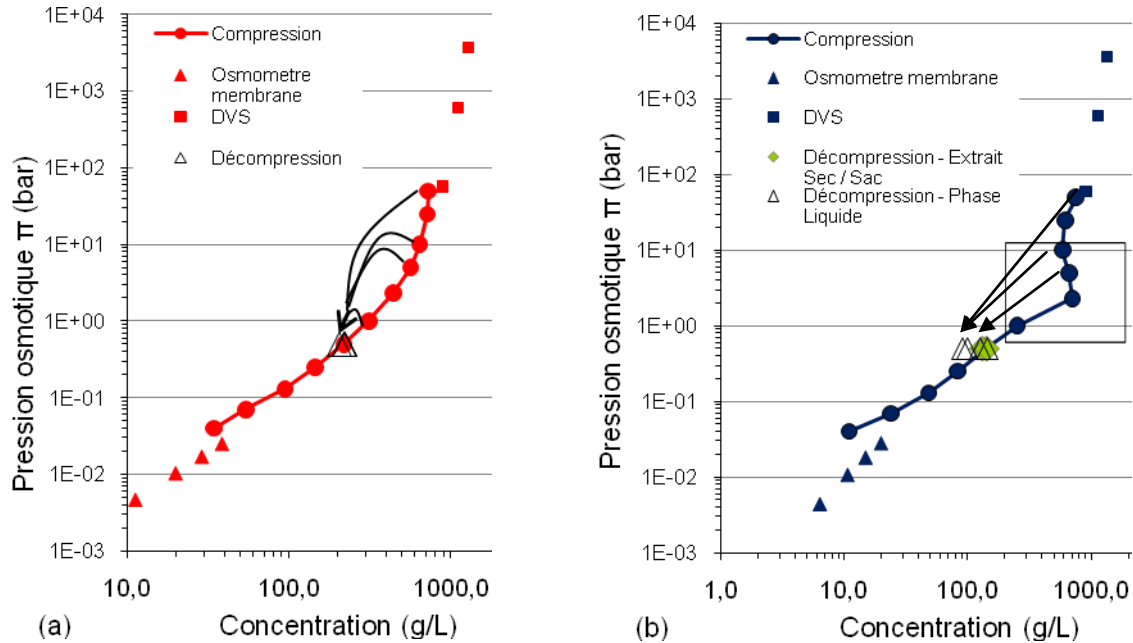 1E+04
1E+03
1E+02
1E+01
1E+00
1E-01
1E-02
1E-03
Pression osmotique π (bar)
Compression
Osmometre
membrane
DVS
Décompression
10,0
100,0
1000,0
(a)
Concentration (g/L)
1E+04
1E+03
1E+02
1E+01
1E+00
1E-01
1E-02
1E-03
Pression osmotique π (bar)
Compression
Osmometre membrane
DVS
Décompression - Extrait
Sec / Sac
Décompression - Phase
Liquide
1,0
10,0
100,0
1000,0
(b)
Concentration (g/L)